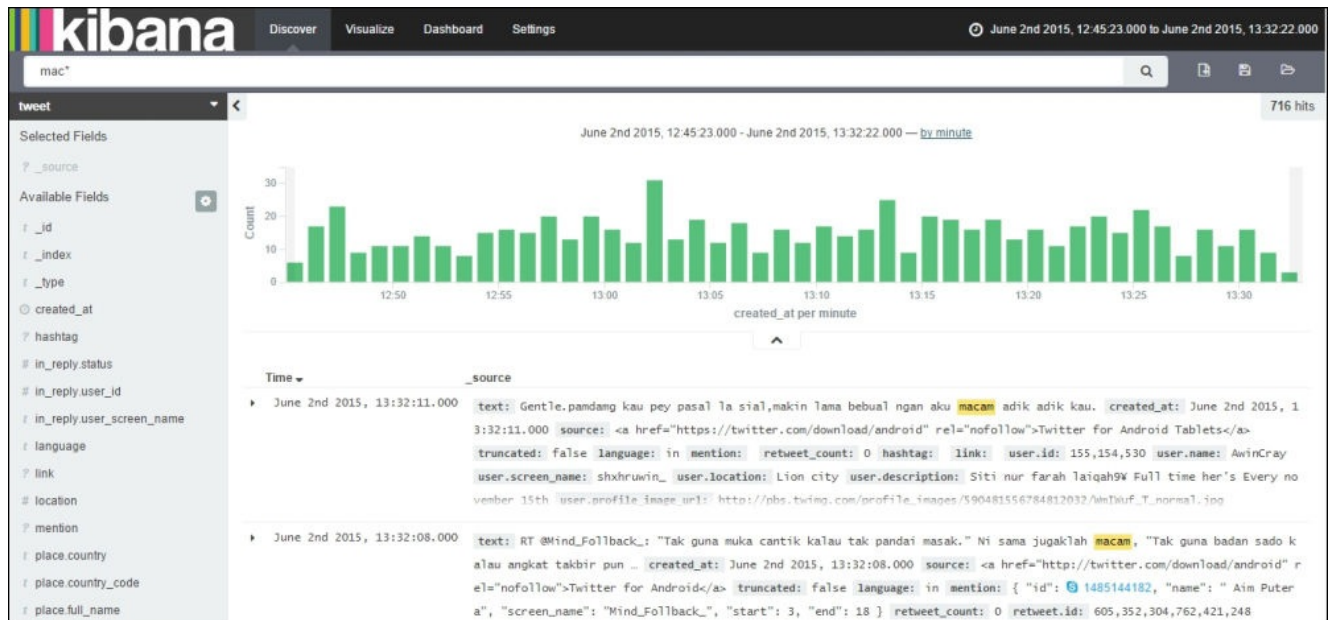 kibana Discover Visualize Dashboard Settings June 2nd 2015, 12:45:23.000 to June 2nd 2015, 13:32:22.000
mac*
tweet
716 hits
Selected Fields
? _source
Available Fields
t _id
t _index
t _type
created_at
? hashtag
# in_reply.status
# in_reply.user_id
t in_reply.user_screen_name
t language
? link
# location
? mention
t place.country
t place.country_code
t place.full_name
June 2nd 2015, 12:45:23.000 - June 2nd 2015, 13:32:22.000 — by minute
Count
30
20
10
0
12:50 12:55 13:00 13:05 13:10 13:15 13:20 13:25 13:30
created_at per minute
Time _source
June 2nd 2015, 13:32:11.000 text: Gentle.pamdamg kau pey pasal la sial,makin lama bebual ngan aku macam adik adik kau. created_at: June 2nd 2015, 1
3:32:11.000 source: <a href="https://twitter.com/download/android" rel="nofollow">Twitter for Android Tablets</a>
truncated: false language: in mention: retweet_count: 0 hashtag: link: user.id: 155,154,530 user.name: AwinCray
user.screen_name: shxhruwin_ user.location: Lion city user.description: Siti nur farah laiqah9¥ Full time her's Every no
vember 15th user.profile_image_url: http://pbs.twimg.com/profile_images/590481556784812032/WmIWuf_T_normal.jpg
June 2nd 2015, 13:32:08.000 text: RT @Mind_Follback_: "Tak guna muka cantik kalau tak pandai masak." Ni sama jugaklah macam, "Tak guna badan sado k
alau angkat takbir pun … created_at: June 2nd 2015, 13:32:08.000 source: <a href="http://twitter.com/download/android" r
el="nofollow">Twitter for Android</a> truncated: false language: in mention: { "id": 1485144182, "name": " Aim Puter
a", "screen_name": "Mind_Follback_", "start": 3, "end": 18 } retweet_count: 0 retweet.id: 605,352,304,762,421,248